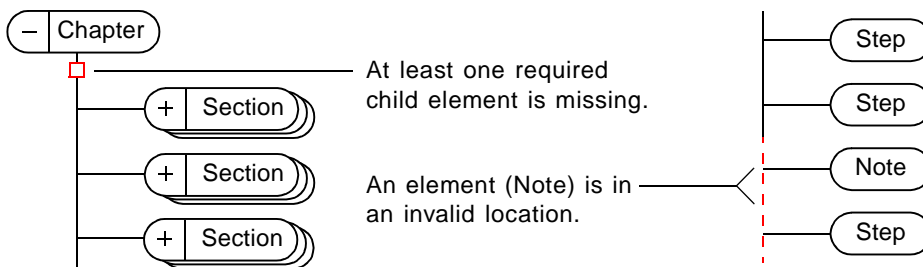 Chapter
At least one required
child element is missing.
Section
Section
Section
An element (Note) is in
an invalid location.
Step
Step
Note
Step